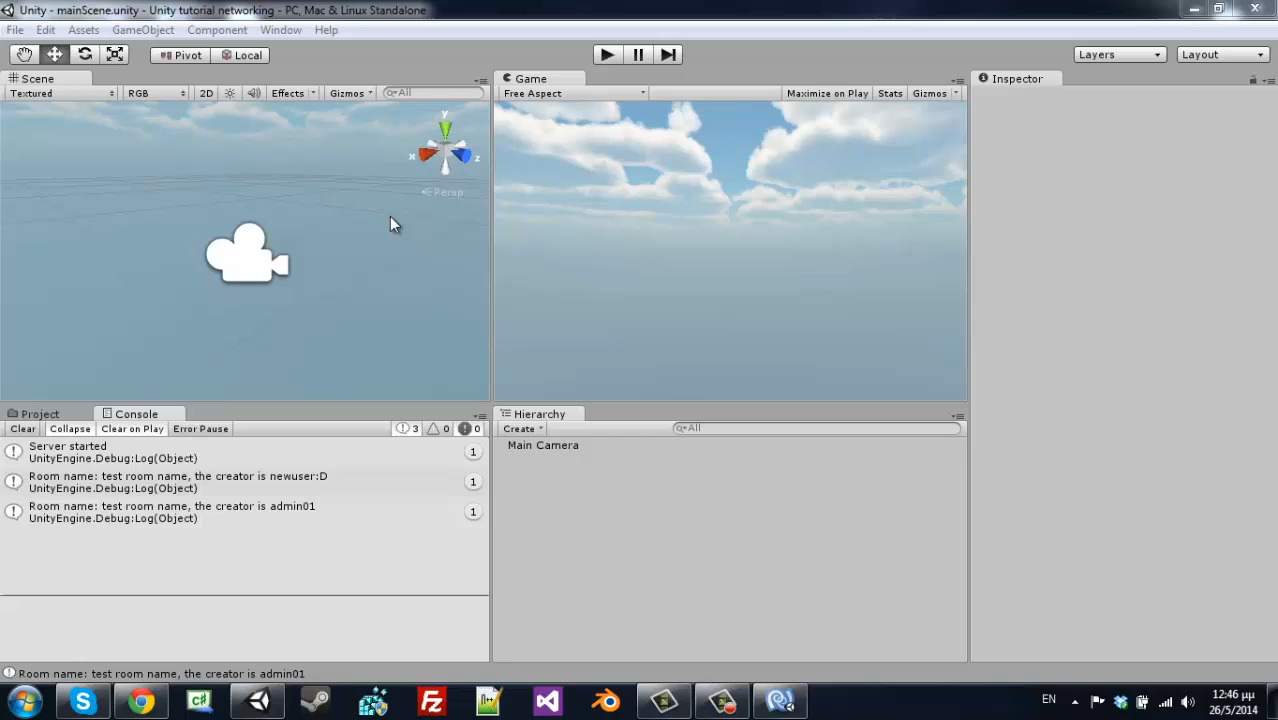 Unity - mainScene.unity - Unity tutorial networking - PC, Mac & Linux Standalone
File Edit Assets GameObject Component Window Help
Pivot Local Layers Layout
Scene Game Inspector
Textured RGB 2D Effects Gizmos All Free Aspect Maximize on Play Stats Gizmos
y
x z
Persp
Project Console Hierarchy
Clear Collapse Clear on Play Error Pause 3 0 0 Create All
Server started
UnityEngine.Debug:Log(Object)
1
Room name: test room name, the creator is newuser:D
UnityEngine.Debug:Log(Object)
1
Room name: test room name, the creator is admin01
UnityEngine.Debug:Log(Object)
1
Main Camera
Room name: test room name, the creator is admin01
C# EN 12:46 μμ
26/5/2014